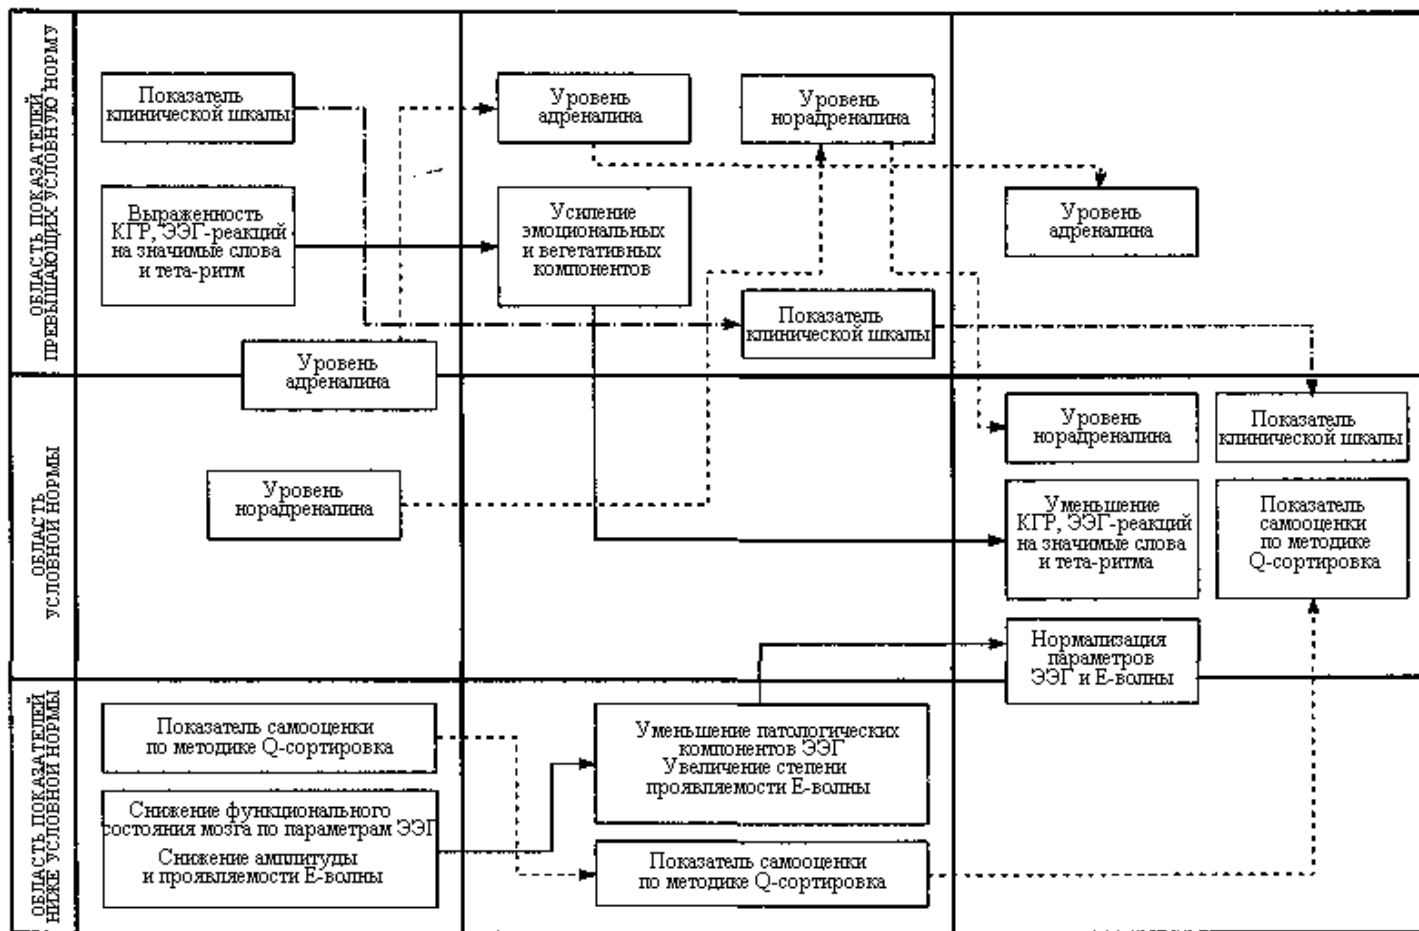 ОБЛАСТЬ ПОКАЗАТЕЛЕЙ,
ПРЕВЫШАЮЩИХ УСЛОВНУЮ НОРМУ
Показатель
клинической шкалы
Выраженность
КГР, ЭЭГ-реакций
на значимые слова
и тета-ритм
Уровень
адреналина
Уровень
адреналина
Уровень
норадреналина
Усиление
эмоциональных
и вегетативных
компонентов
Показатель
клинической шкалы
Уровень
адреналина
ОБЛАСТЬ
УСЛОВНОЙ НОРМЫ
Уровень
норадреналина
Уровень
норадреналина
Показатель
клинической шкалы
Уменьшение
КГР, ЭЭГ-реакций
на значимые слова
и тета-ритма
Показатель
самооценки
по методике
Q-сортировка
Нормализация
параметров
ЭЭГ и Е-волны
ОБЛАСТЬ ПОКАЗАТЕЛЕЙ
НИЖЕ УСЛОВНОЙ НОРМЫ
Показатель самооценки
по методике Q-сортировка
Снижение функционального
состояния мозга по параметрам ЭЭГ
Снижение амплитуды
и проявляемости Е-волны
Уменьшение патологических
компонентов ЭЭГ
Увеличение степени
проявляемости Е-волны
Показатель самооценки
по методике Q-сортировка